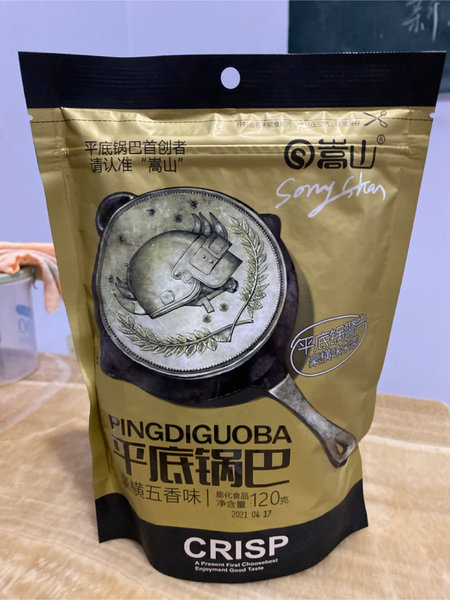 平底锅巴首创者
请认准“嵩山”
嵩山®
Sony Shan
平底锅
PINGDIGUOBA
平底锅巴
横五香味
膨化食品
净含量:120克
2021 04 17
CRISP
A Present First Choosebest
Enjoyment Good Taste